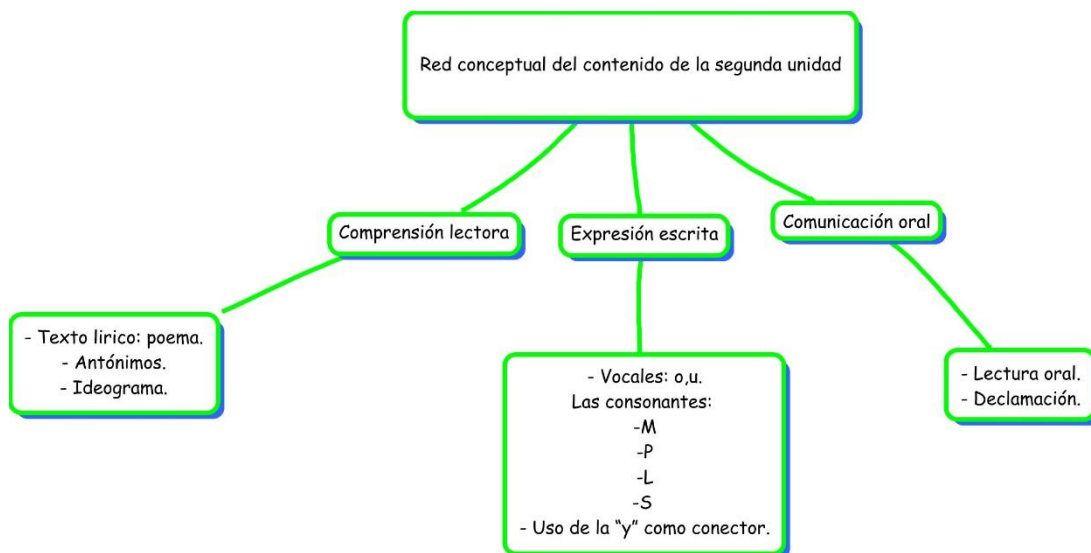 Red conceptual del contenido de la segunda unidad
Comprensión lectora
Expresión escrita
Comunicación oral
- Texto lirico: poema.
- Antónimos.
- Ideograma.
- Vocales: o,u.
Las consonantes:
-M
-P
-L
-S
- Uso de la “y” como conector.
- Lectura oral.
- Declamación.